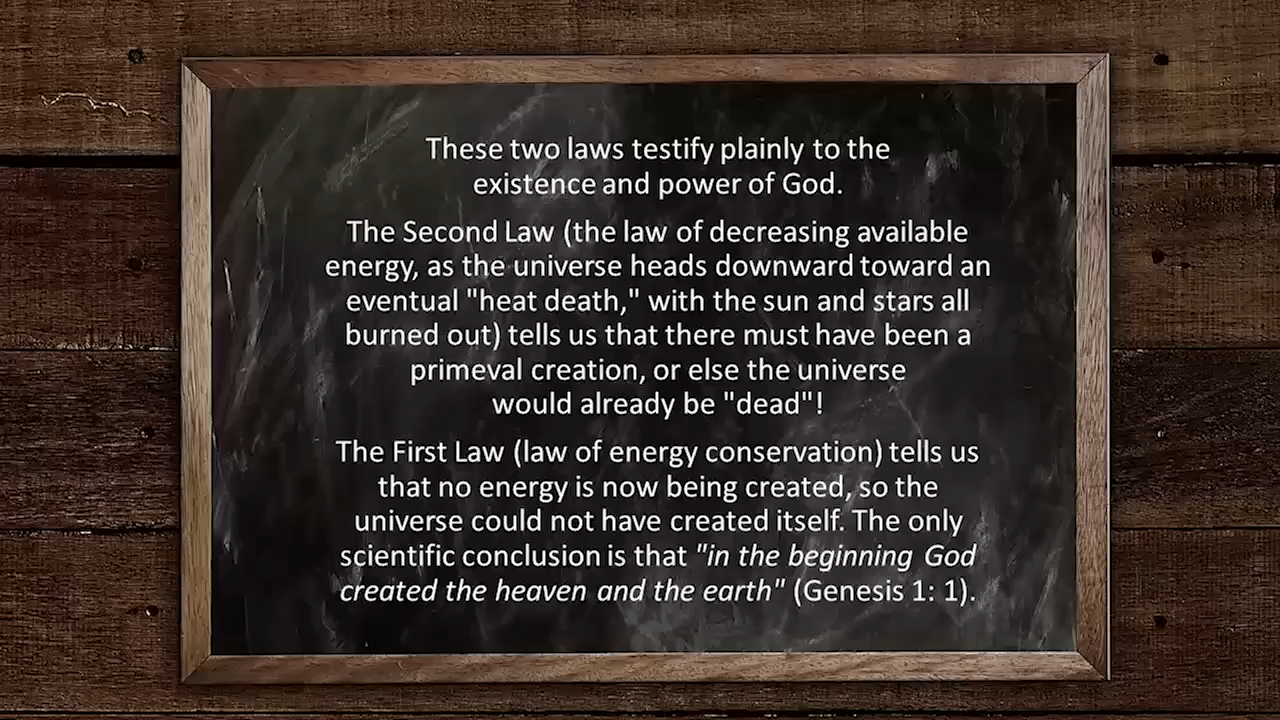 These two laws testify plainly to the
existence and power of God.
The Second Law (the law of decreasing available
energy, as the universe heads downward toward an
eventual "heat death," with the sun and stars all
burned out) tells us that there must have been a
primeval creation, or else the universe
would already be "dead"!
The First Law (law of energy conservation) tells us
that no energy is now being created, so the
universe could not have created itself. The only
scientific conclusion is that "in the beginning God
created the heaven and the earth" (Genesis 1: 1).